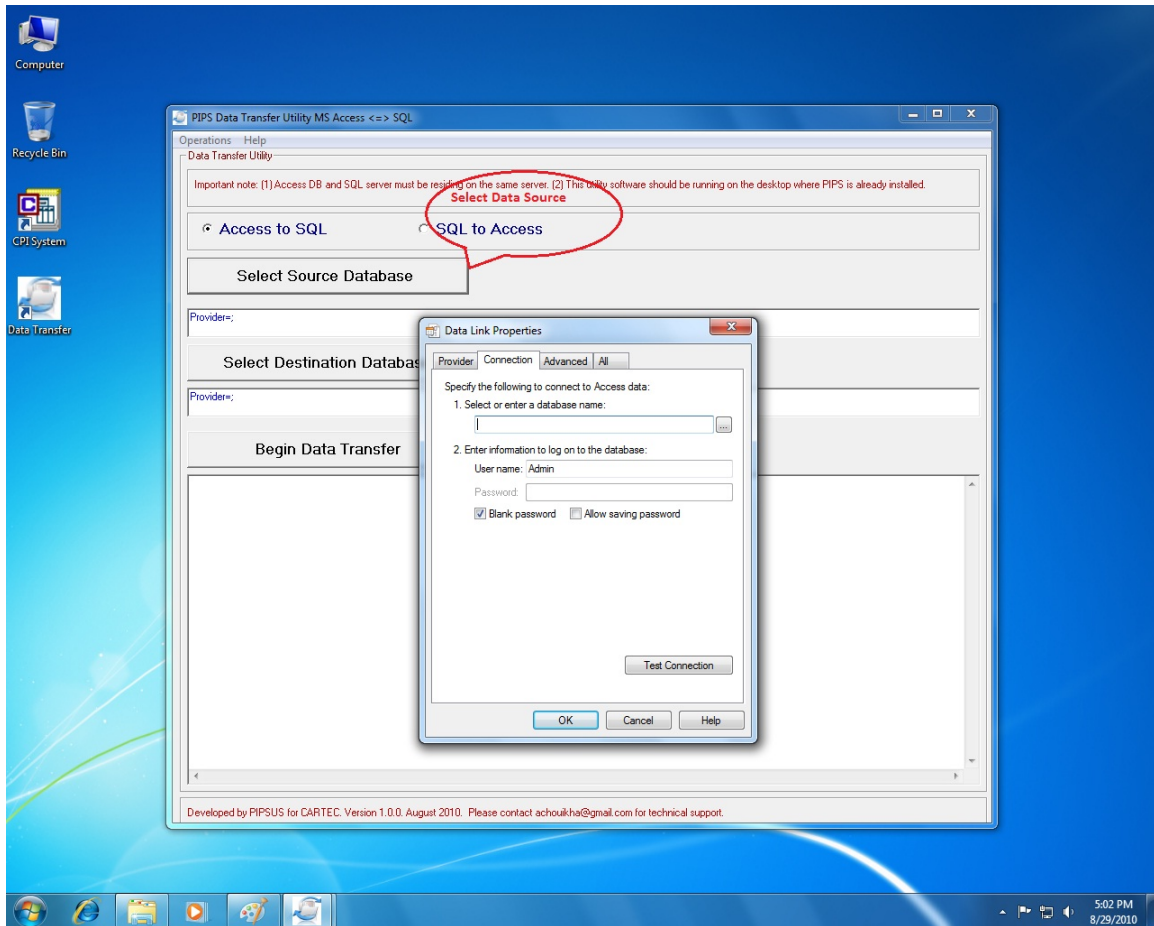 Computer
Recycle Bin
CPI System
Data Transfer
PIPS Data Transfer Utility MS Access <=> SQL
Operations Help
Data Transfer Utility
Important note: (1) Access DB and SQL server must be residing on the same server. (2) This utility software should be running on the desktop where PIPS is already installed.
Select Data Source
Access to SQL
SQL to Access
Select Source Database
Provider=;
Select Destination Databas
Provider=;
Begin Data Transfer
Data Link Properties
Provider Connection Advanced All
Specify the following to connect to Access data:
1. Select or enter a database name:
...
2. Enter information to log on to the database:
User name: Admin
Password:
Blank password Allow saving password
Test Connection
OK Cancel Help
Developed by PIPSUS for CARTEC. Version 1.0.0. August 2010. Please contact achouikha@gmail.com for technical support.
5:02 PM
8/29/2010